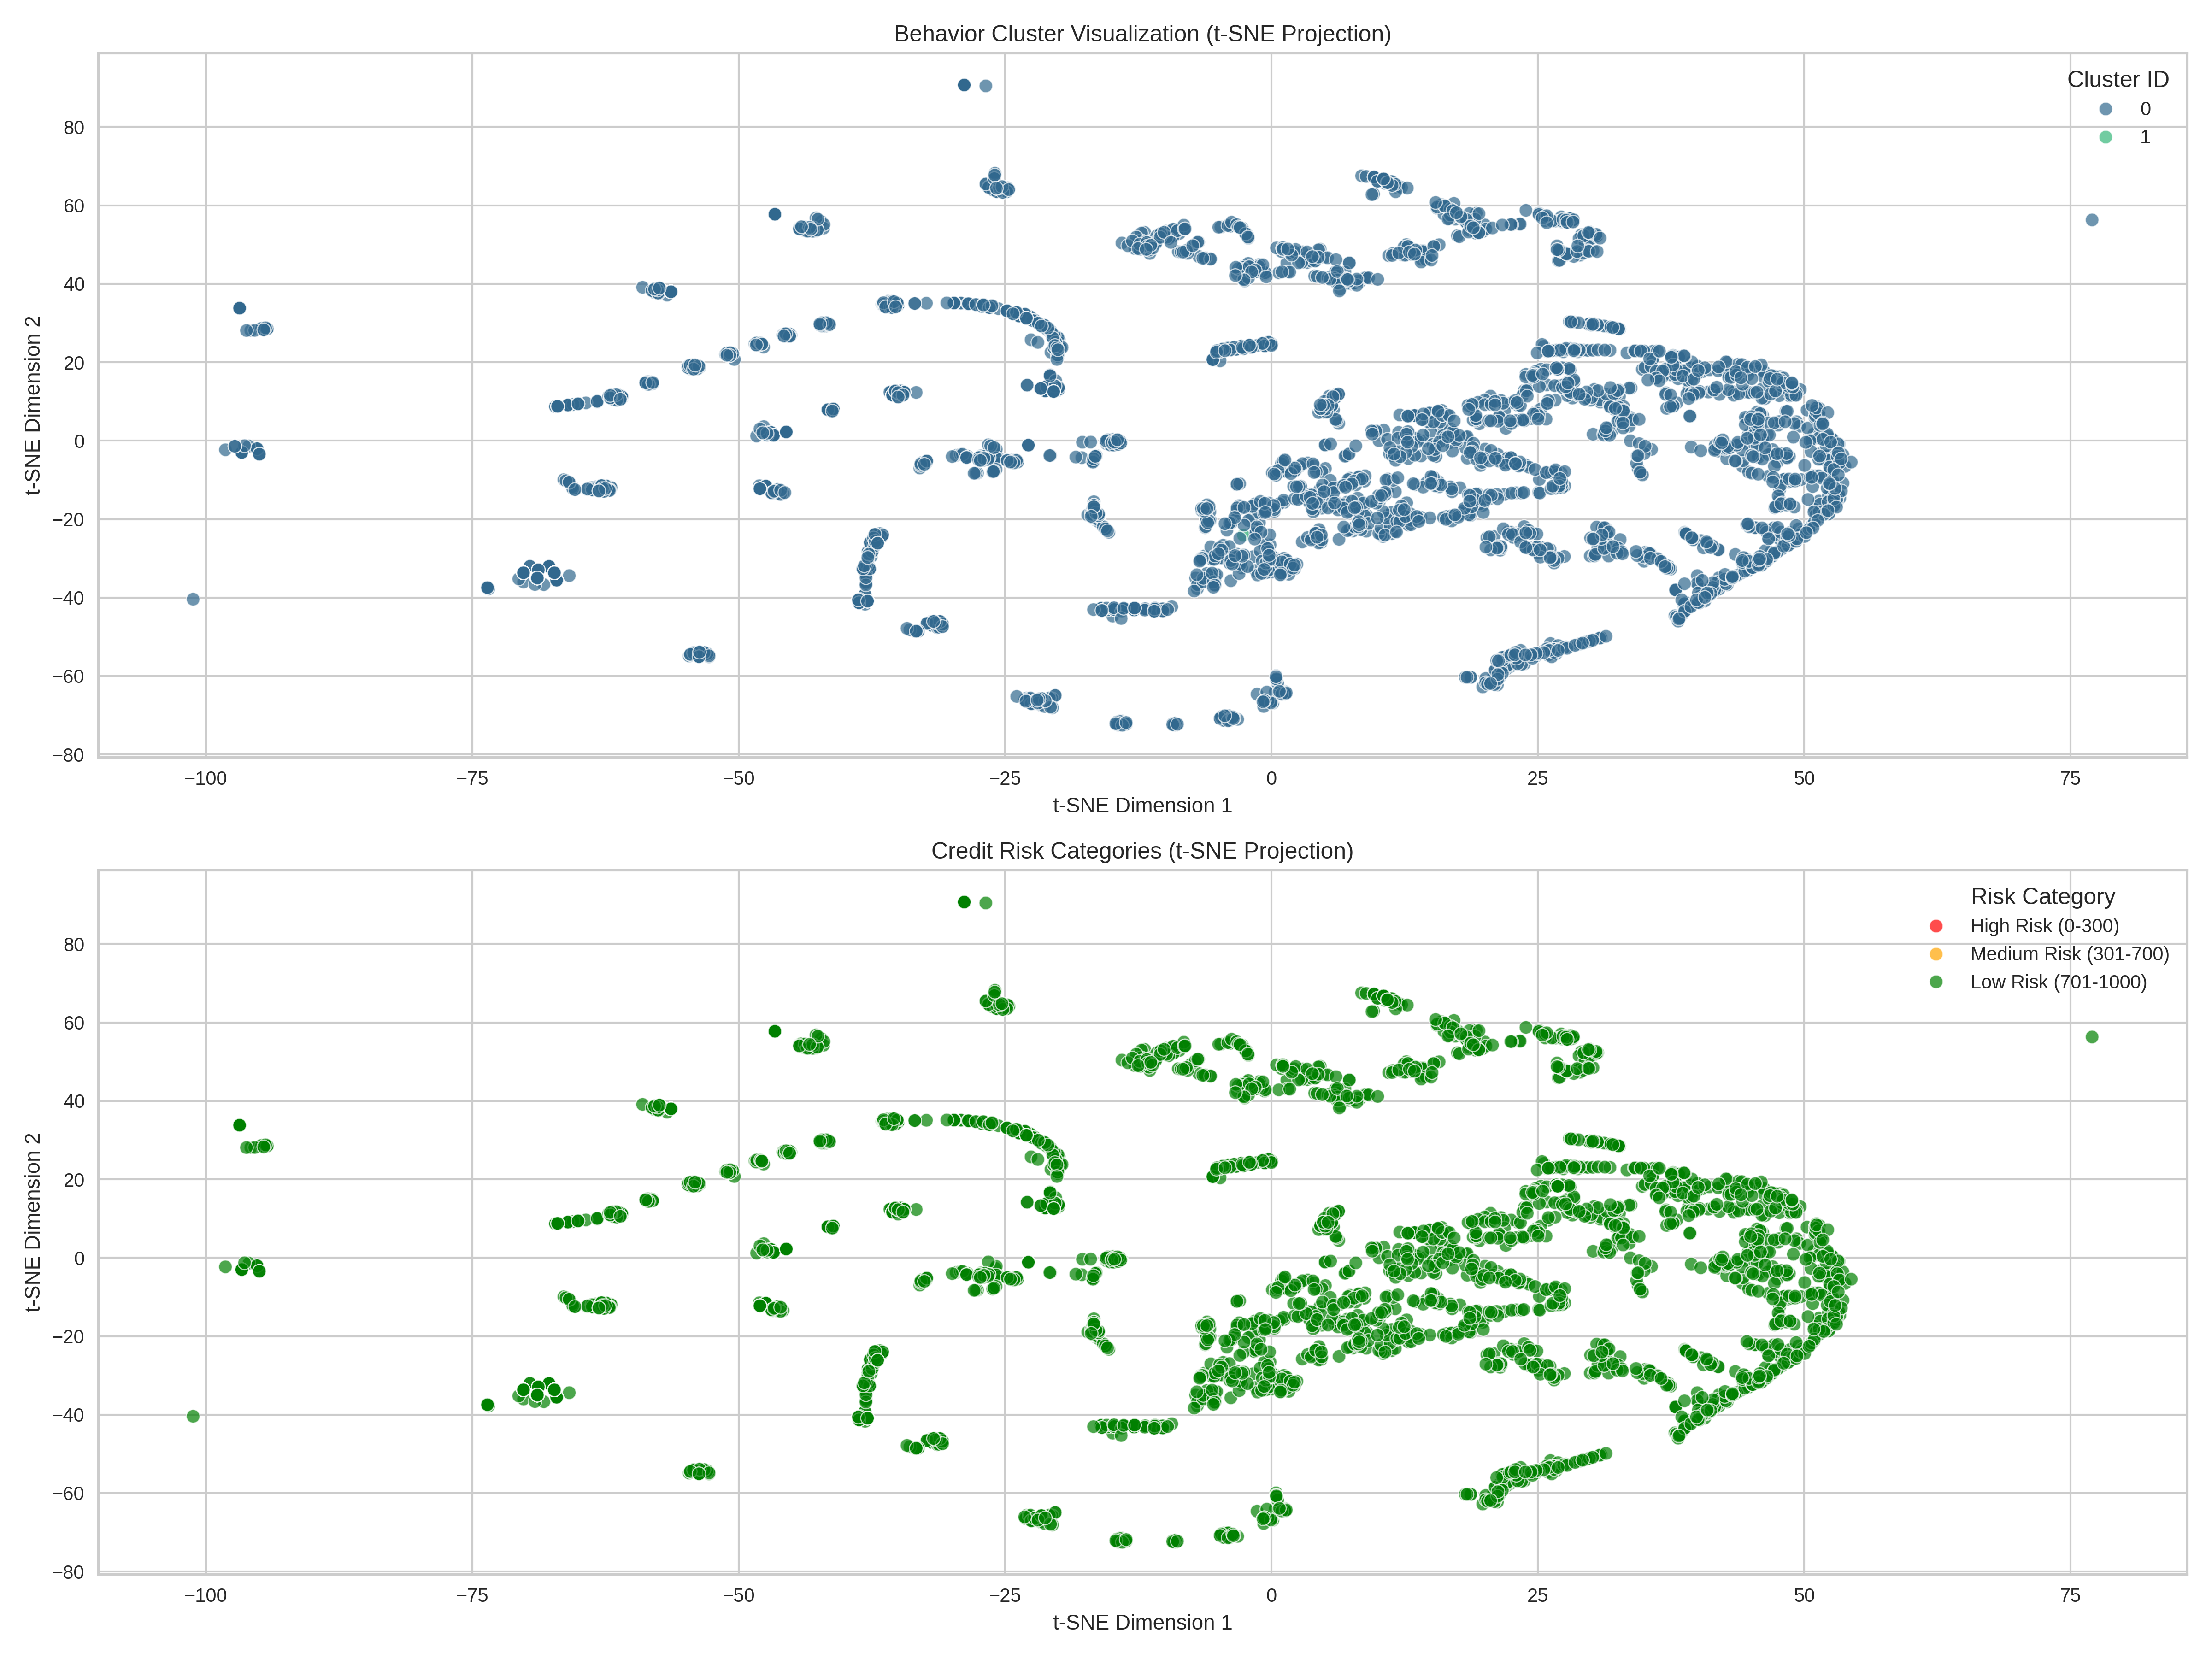 Behavior Cluster Visualization (t-SNE Projection)
Cluster ID
0
1
80
60
40
20
0
−20
−40
−60
−80
t-SNE Dimension 2
−100 −75 −50 −25 0 25 50 75
t-SNE Dimension 1
Credit Risk Categories (t-SNE Projection)
Risk Category
High Risk (0-300)
Medium Risk (301-700)
Low Risk (701-1000)
80
60
40
20
0
−20
−40
−60
−80
t-SNE Dimension 2
−100 −75 −50 −25 0 25 50 75
t-SNE Dimension 1